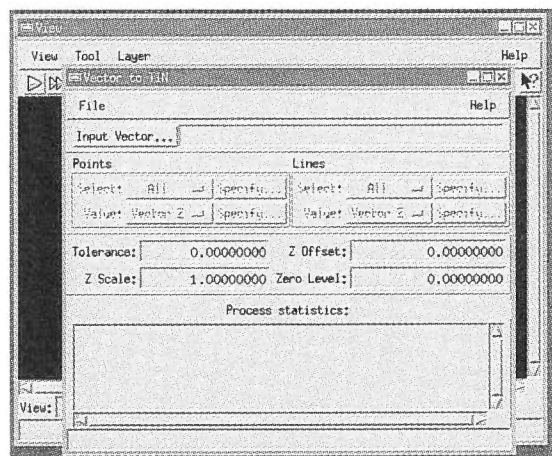 View
View Tool Layer Help
Vector to TIN
File Help
Input Vector...
Points Lines
Select: All Specify... Select: All Specify...
Value: Vector Z Specify... Value: Vector Z Specify...
Tolerance: 0.00000000 Z Offset: 0.00000000
Z Scale: 1.00000000 Zero Level: 0.00000000
Process statistics:
View: